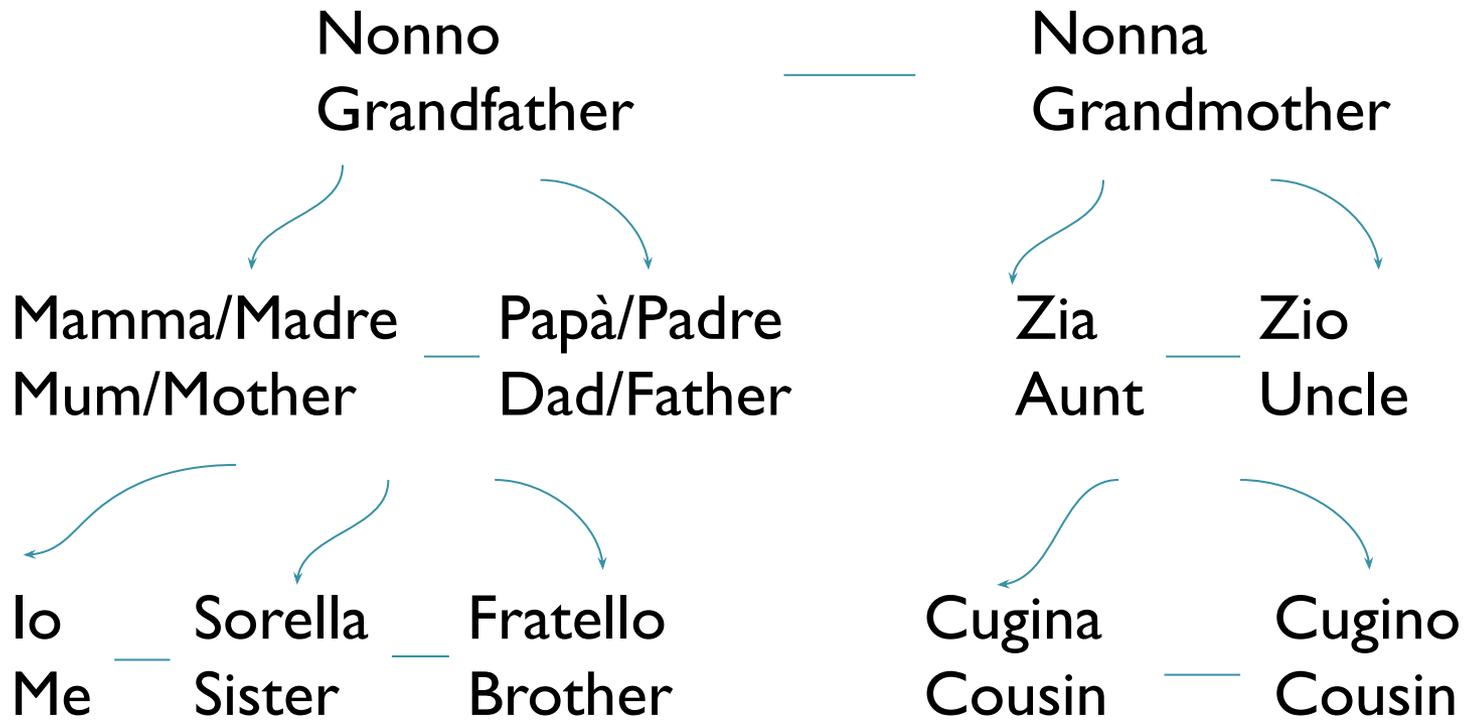 Nonno
Grandfather
Nonna
Grandmother
Mamma/Madre
Mum/Mother
Papà/Padre
Dad/Father
Zia
Aunt
Zio
Uncle
Io
Me
Sorella
Sister
Fratello
Brother
Cugina
Cousin
Cugino
Cousin